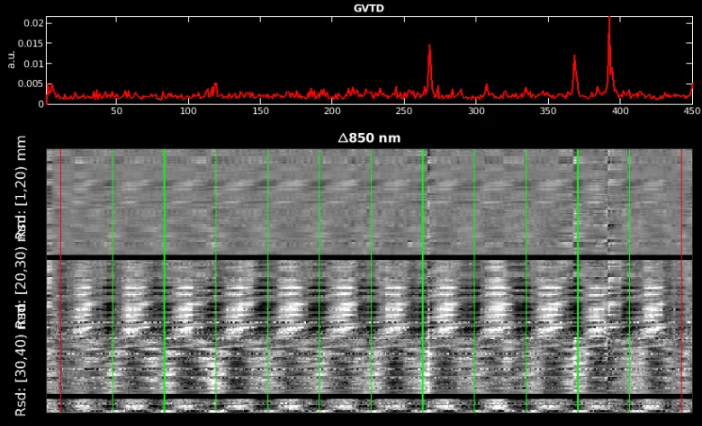 GVTD
a.u.
0.02
0.015
0.01
0.005
0
50 100 150 200 250 300 350 400 450
Δ850 nm
Rsd: [1,20) mm
Rsd: [20,30) mm
Rsd: [30,40) mm